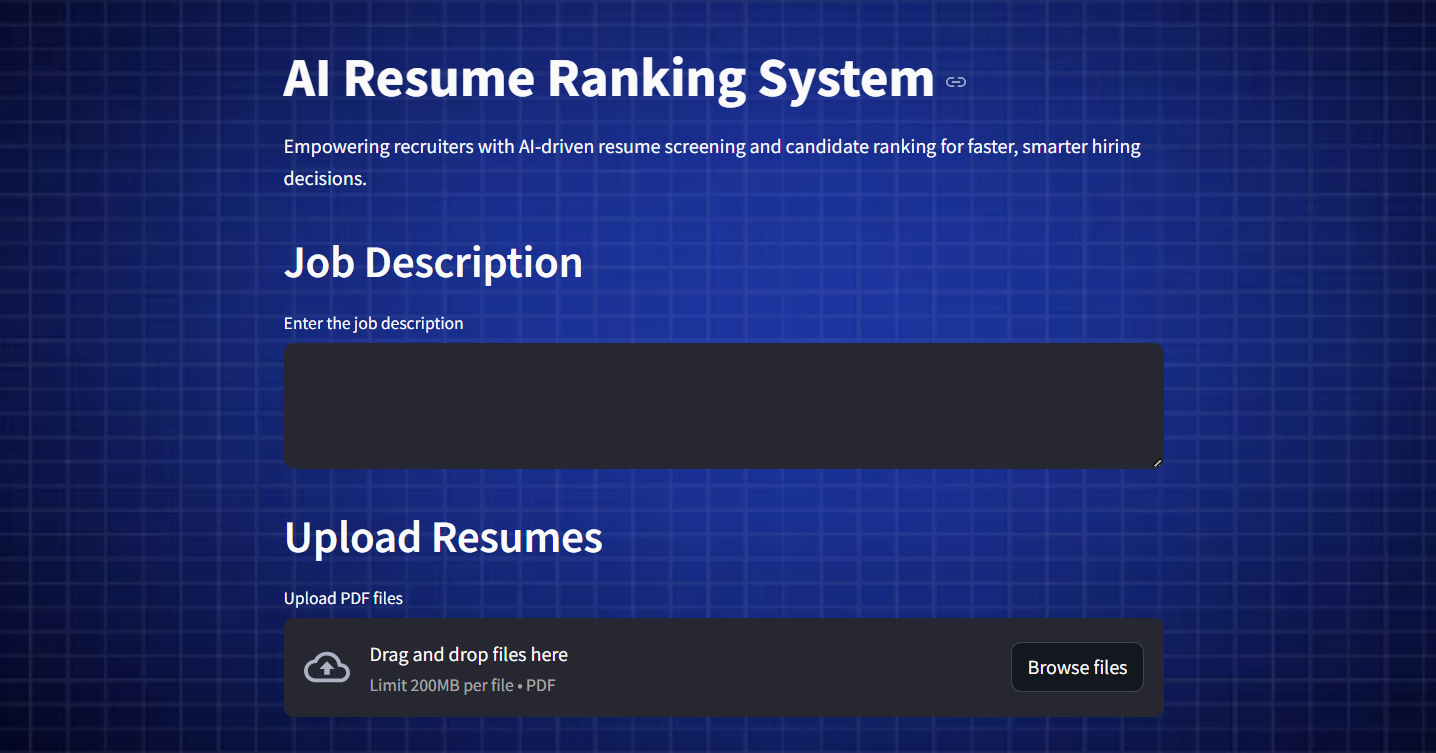 AI Resume Ranking System
Empowering recruiters with AI-driven resume screening and candidate ranking for faster, smarter hiring
decisions.
Job Description
Enter the job description
Upload Resumes
Upload PDF files
Drag and drop files here
Limit 200MB per file • PDF
Browse files